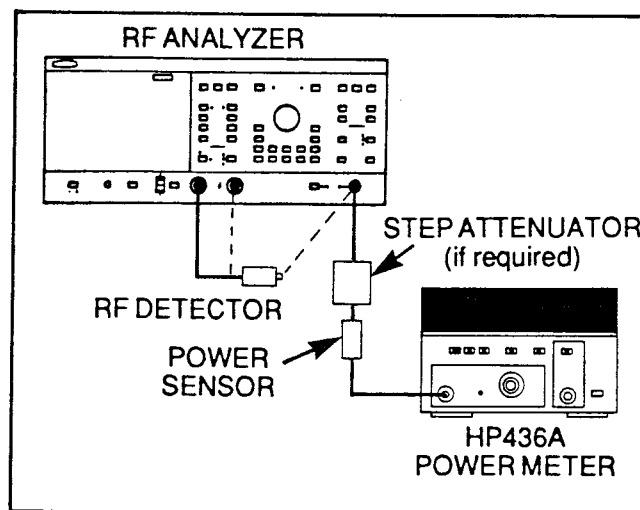 RF ANALYZER
STEP ATTENUATOR
(if required)
RF DETECTOR
POWER
SENSOR
HP436A
POWER METER